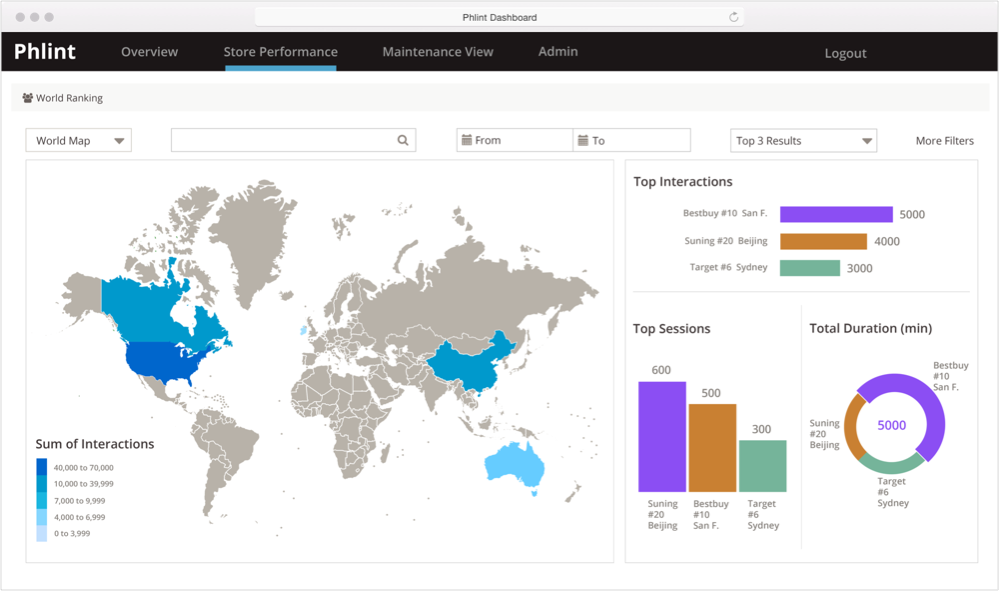 Phlint Dashboard
Phlint
Overview
Store Performance
Maintenance View
Admin
Logout
World Ranking
World Map
From
To
Top 3 Results
More Filters
Sum of Interactions
40,000 to 70,000
10,000 to 39,999
7,000 to 9,999
4,000 to 6,999
0 to 3,999
Top Interactions
Bestbuy #10 San F.
5000
Suning #20 Beijing
4000
Target #6 Sydney
3000
Top Sessions
600
500
300
Suning
#20
Beijing
Bestbuy
#10
San F.
Target
#6
Sydney
Total Duration (min)
Bestbuy
#10
San F.
Suning
#20
Beijing
5000
Target
#6
Sydney